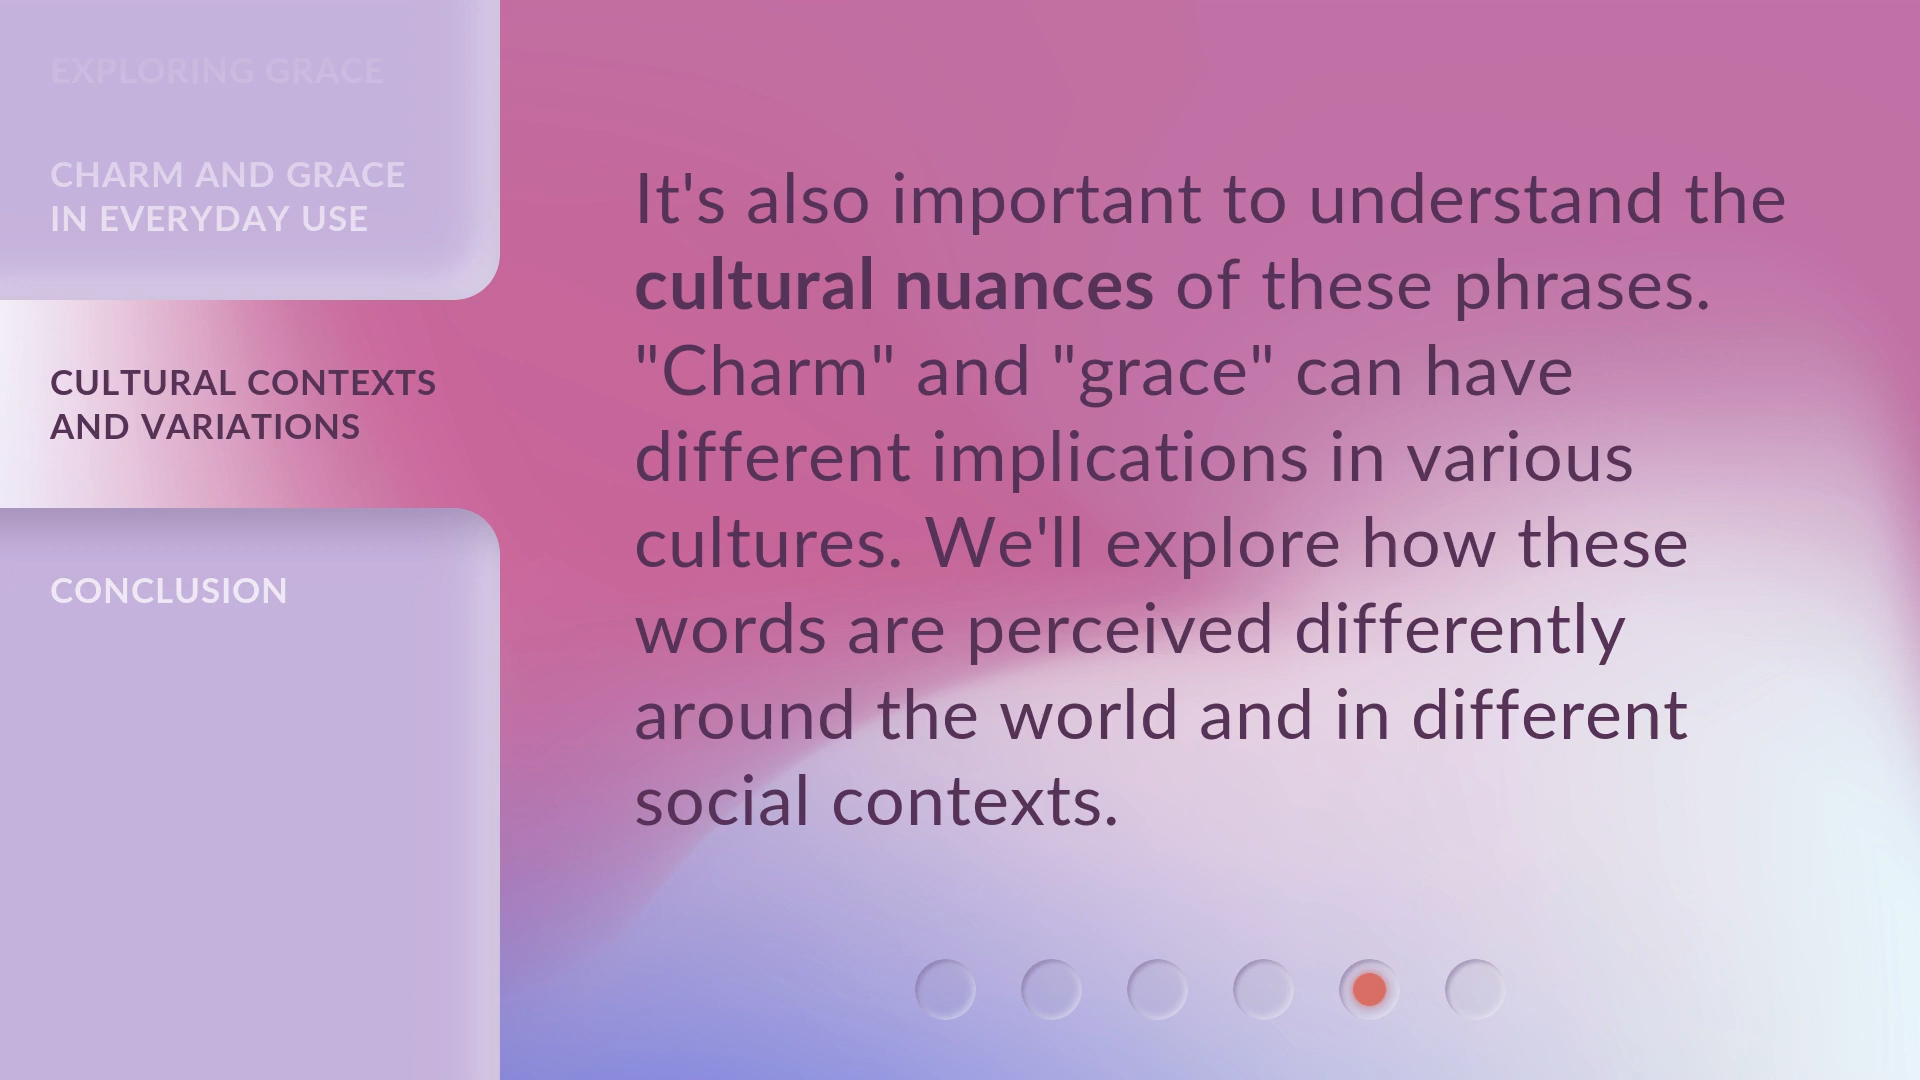 EXPLORING GRACE
CHARM AND GRACE
IN EVERYDAY USE
CULTURAL CONTEXTS
AND VARIATIONS
CONCLUSION
It's also important to understand the
cultural nuances of these phrases.
"Charm" and "grace" can have
different implications in various
cultures. We'll explore how these
words are perceived differently
around the world and in different
social contexts.